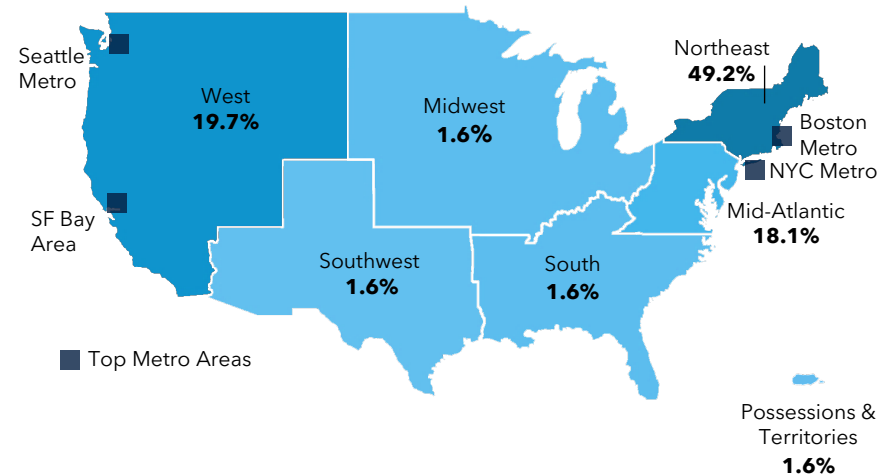 Northeast
49.2%
Seattle
Metro
West
19.7%
Midwest
1.6%
Boston
Metro
NYC Metro
SF Bay
Area
Mid-Atlantic
18.1%
Southwest
1.6%
South
1.6%
Top Metro Areas
Possessions &
Territories
1.6%